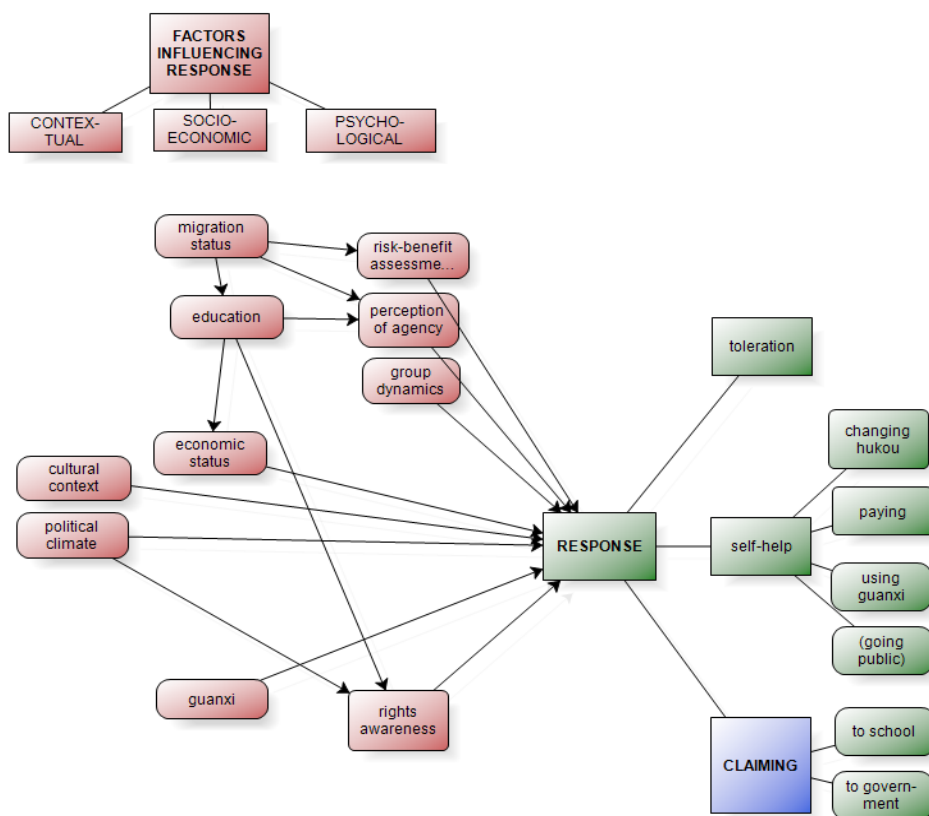 FACTORS
INFLUENCING
RESPONSE
CONTEX-
TUAL
SOCIO-
ECONOMIC
PSYCHO-
LOGICAL
migration
status
risk-benefit
assessme...
education
perception
of agency
group
dynamics
toleration
economic
status
changing
hukou
cultural
context
political
climate
paying
RESPONSE
self-help
using
guanxi
(going
public)
guanxi
rights
awareness
to school
CLAIMING
to govern-
ment